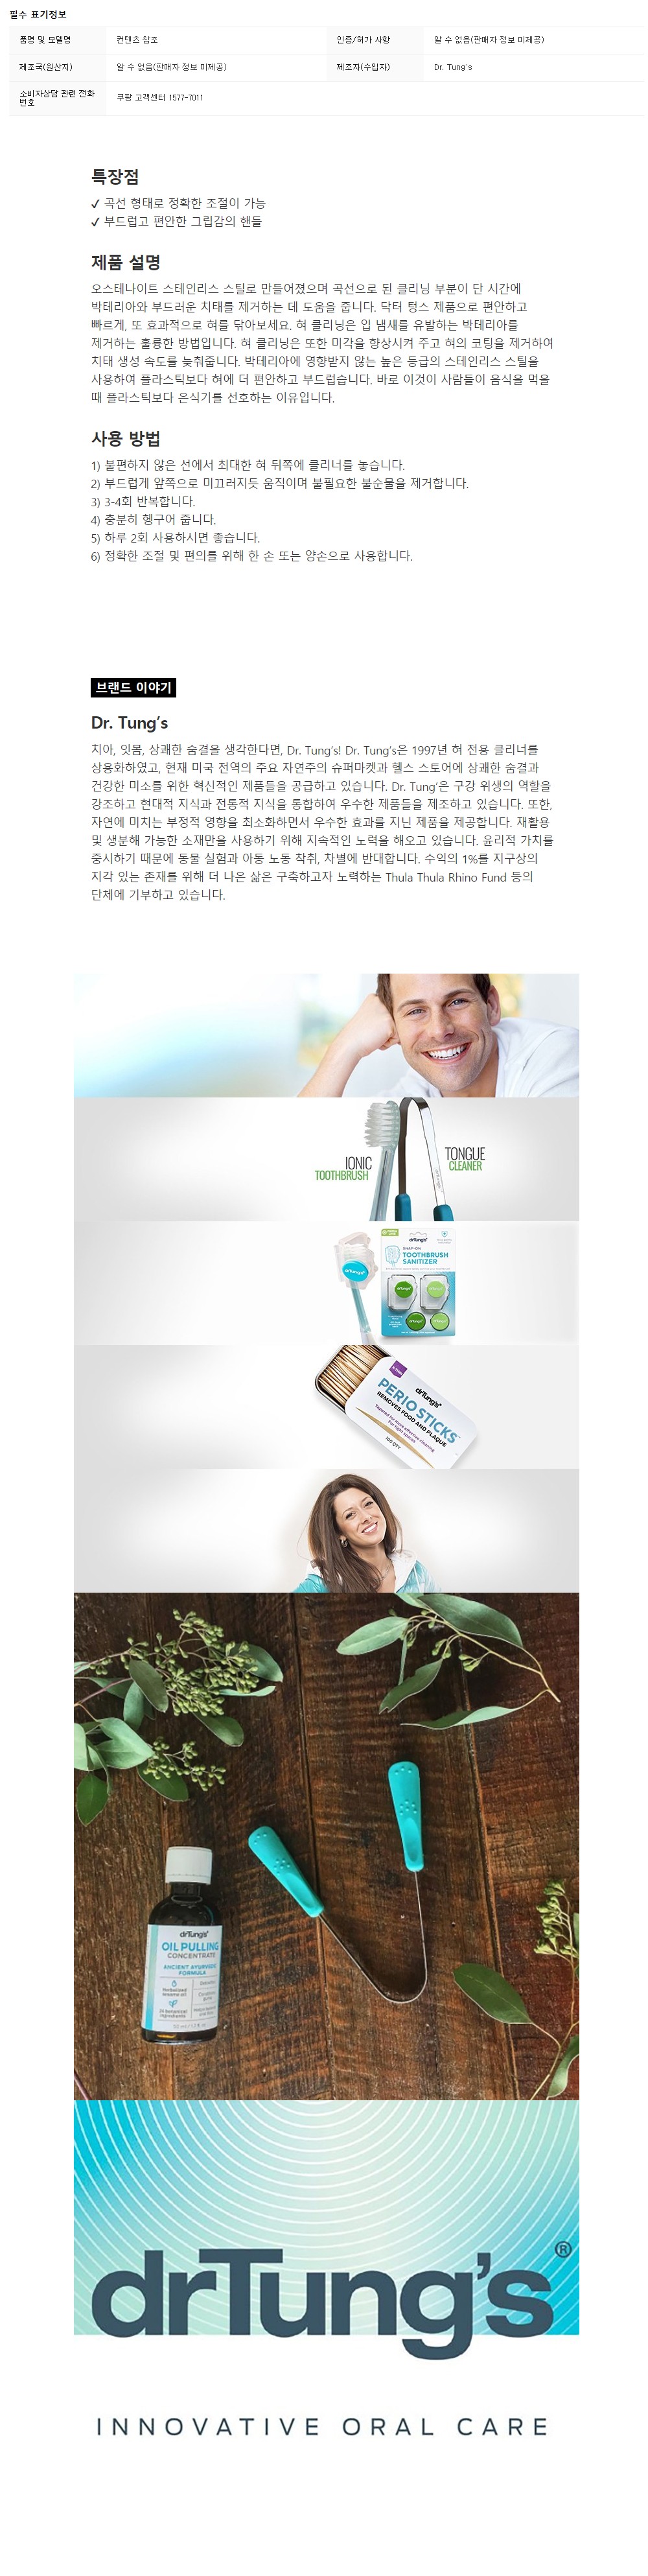 필수 표기정보
품명 및 모델명 컨텐츠 참조 인증/허가 사항 알 수 없음(판매자 정보 미제공)
제조국(원산지) 알 수 없음(판매자 정보 미제공) 제조자(수입자) Dr. Tung's
소비자상담 관련 전화번호 쿠팡 고객센터 1577-7011
특장점
✓ 곡선 형태로 정확한 조절이 가능
✓ 부드럽고 편안한 그립감의 핸들
제품 설명
오스테나이트 스테인리스 스틸로 만들어졌으며 곡선으로 된 클리닝 부분이 단 시간에
박테리아와 부드러운 치태를 제거하는 데 도움을 줍니다. 닥터 텅스 제품으로 편안하고
빠르게, 또 효과적으로 혀를 닦아보세요. 혀 클리닝은 입 냄새를 유발하는 박테리아를
제거하는 훌륭한 방법입니다. 혀 클리닝은 또한 미각을 향상시켜 주고 혀의 코팅을 제거하여
치태 생성 속도를 늦춰줍니다. 박테리아에 영향받지 않는 높은 등급의 스테인리스 스틸을
사용하여 플라스틱보다 혀에 더 편안하고 부드럽습니다. 바로 이것이 사람들이 음식을 먹을
때 플라스틱보다 은식기를 선호하는 이유입니다.
사용 방법
1) 불편하지 않은 선에서 최대한 혀 뒤쪽에 클리너를 놓습니다.
2) 부드럽게 앞쪽으로 미끄러지듯 움직이며 불필요한 불순물을 제거합니다.
3) 3-4회 반복합니다.
4) 충분히 헹구어 줍니다.
5) 하루 2회 사용하시면 좋습니다.
6) 정확한 조절 및 편의를 위해 한 손 또는 양손으로 사용합니다.
브랜드 이야기
Dr. Tung's
치아, 잇몸, 상쾌한 숨결을 생각한다면, Dr. Tung's! Dr. Tung's은 1997년 혀 전용 클리너를
상용화하였고, 현재 미국 전역의 주요 자연주의 슈퍼마켓과 헬스 스토어에 상쾌한 숨결과
건강한 미소를 위한 혁신적인 제품들을 공급하고 있습니다. Dr. Tung'은 구강 위생의 역할을
강조하고 현대적 지식과 전통적 지식을 통합하여 우수한 제품들을 제조하고 있습니다. 또한,
자연에 미치는 부정적 영향을 최소화하면서 우수한 효과를 지닌 제품을 제공합니다. 재활용
및 생분해 가능한 소재만을 사용하기 위해 지속적인 노력을 해오고 있습니다. 윤리적 가치를
중시하기 때문에 동물 실험과 아동 노동 착취, 차별에 반대합니다. 수익의 1%를 지구상의
지각 있는 존재를 위해 더 나은 삶은 구축하고자 노력하는 Thula Thula Rhino Fund 등의
단체에 기부하고 있습니다.
IONIC
TOOTHBRUSH
TONGUE
CLEANER
drTung's
drTung's
SNAP-ON
TOOTHBRUSH
SANITIZER
drTung's
PERIO STICKS
REMOVES FOOD AND PLAQUE
Tapered for more effective cleaning
For tight spaces
100 QTY
drTung's
OIL PULLING
CONCENTRATE
ANCIENT AYURVEDIC
FORMULA
drTung's®
INNOVATIVE ORAL CARE